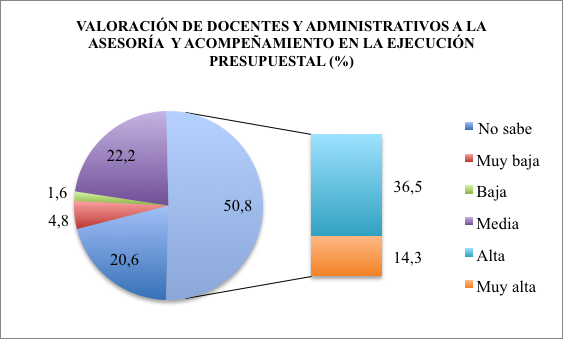 VALORACIÓN DE DOCENTES Y ADMINISTRATIVOS A LA
ASESORÍA Y ACOMPEÑAMIENTO EN LA EJECUCIÓN
PRESUPUESTAL (%)
22,2
1,6
4,8
20,6
50,8
36,5
14,3
No sabe
Muy baja
Baja
Media
Alta
Muy alta